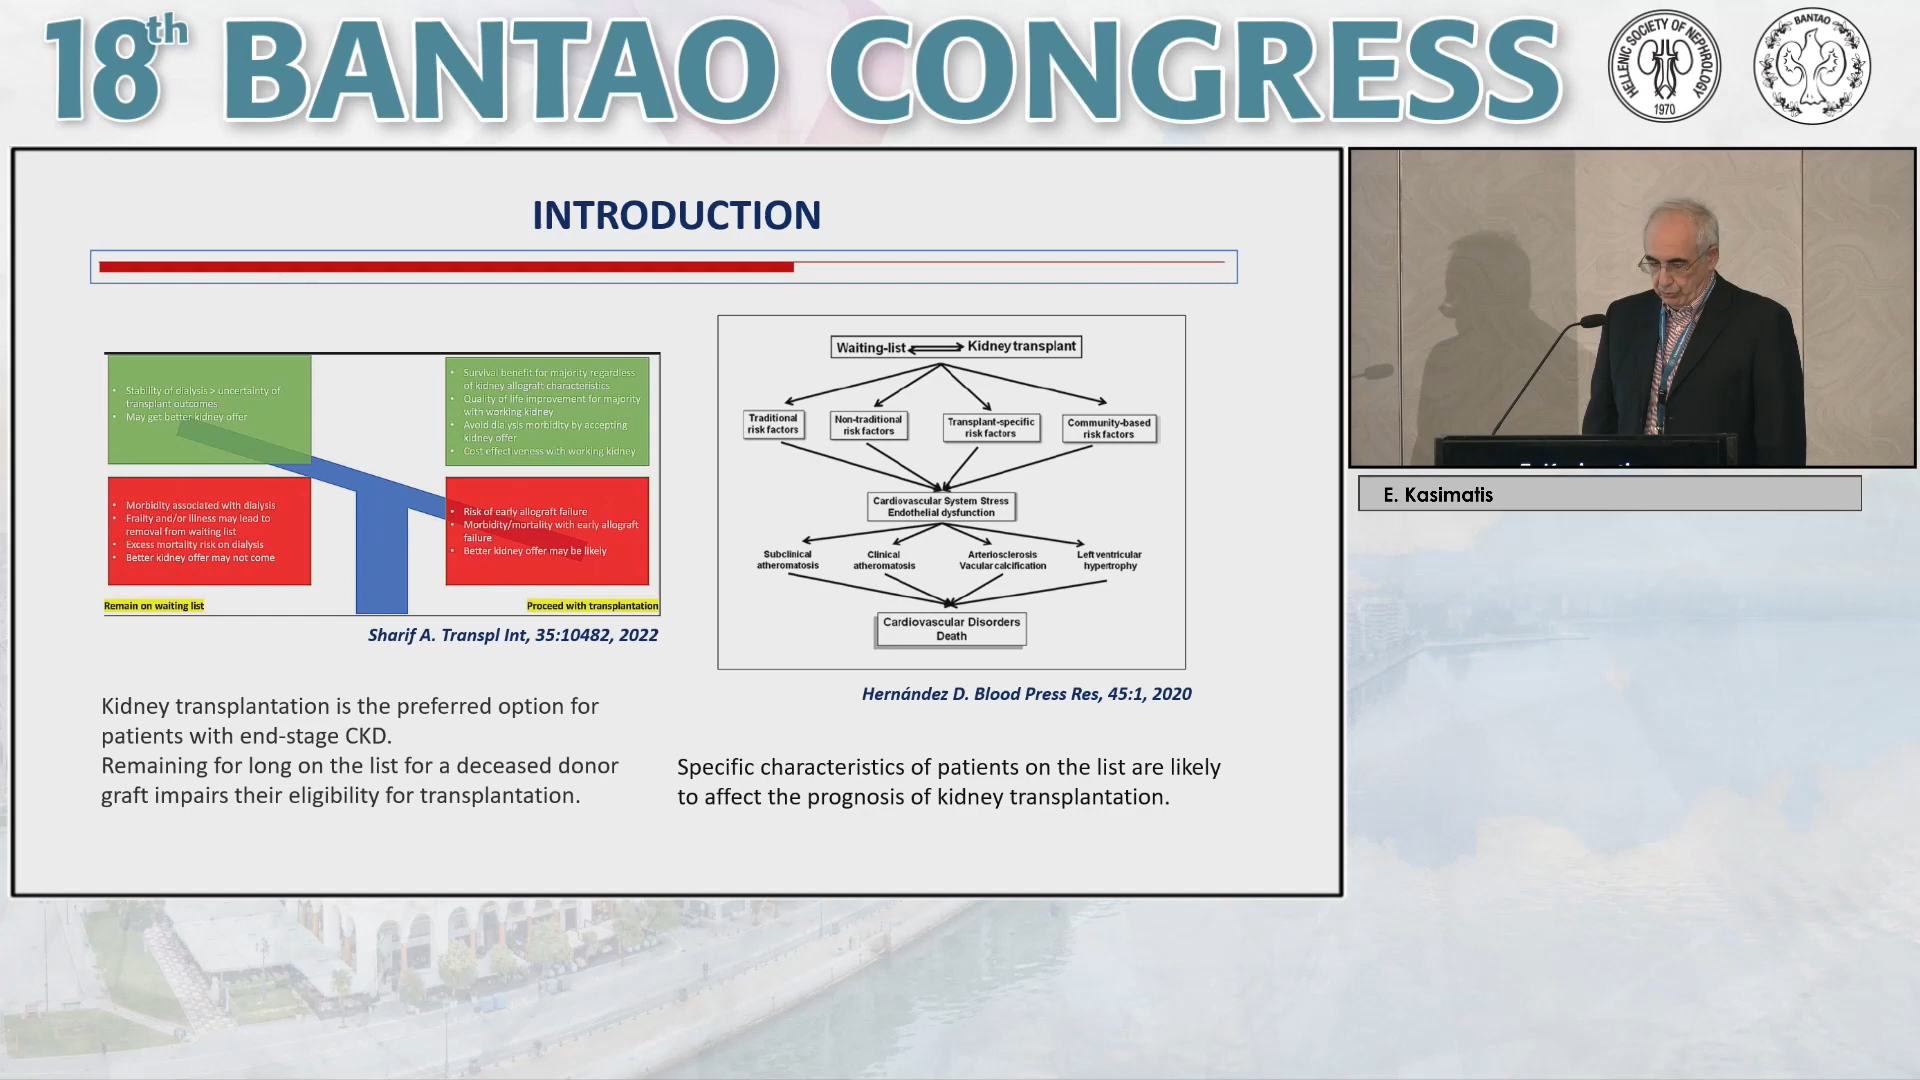 18th BANTAO CONGRESS
HELLENIC SOCIETY OF NEPHROLOGY
1970
BANTAO
INTRODUCTION
• Stability of dialysis > uncertainty of
transplant outcomes
• May get better kidney offer
• Survival benefit for majority regardless
of kidney allograft characteristics
• Quality of life improvement for majority
with working kidney
• Avoid dialysis morbidity by accepting
kidney offer
• Cost effectiveness with working kidney
• Morbidity associated with dialysis
• Frailty and/or illness may lead to
removal from waiting list
• Excess mortality risk on dialysis
• Better kidney offer may not come
• Risk of early allograft failure
• Morbidity/mortality with early allograft
failure
• Better kidney offer may be likely
Remain on waiting list
Proceed with transplantation
Sharif A. Transpl Int, 35:10482, 2022
Kidney transplantation is the preferred option for
patients with end-stage CKD.
Remaining for long on the list for a deceased donor
graft impairs their eligibility for transplantation.
Waiting-list Kidney transplant
Traditional
risk factors
Non-traditional
risk factors
Transplant-specific
risk factors
Community-based
risk factors
Cardiovascular System Stress
Endothelial dysfunction
Subclinical
atheromatosis
Clinical
atheromatosis
Arteriosclerosis
Vacular calcification
Left ventricular
hypertrophy
Cardiovascular Disorders
Death
Hernández D. Blood Press Res, 45:1, 2020
Specific characteristics of patients on the list are likely
to affect the prognosis of kidney transplantation.
E. Kasimatis